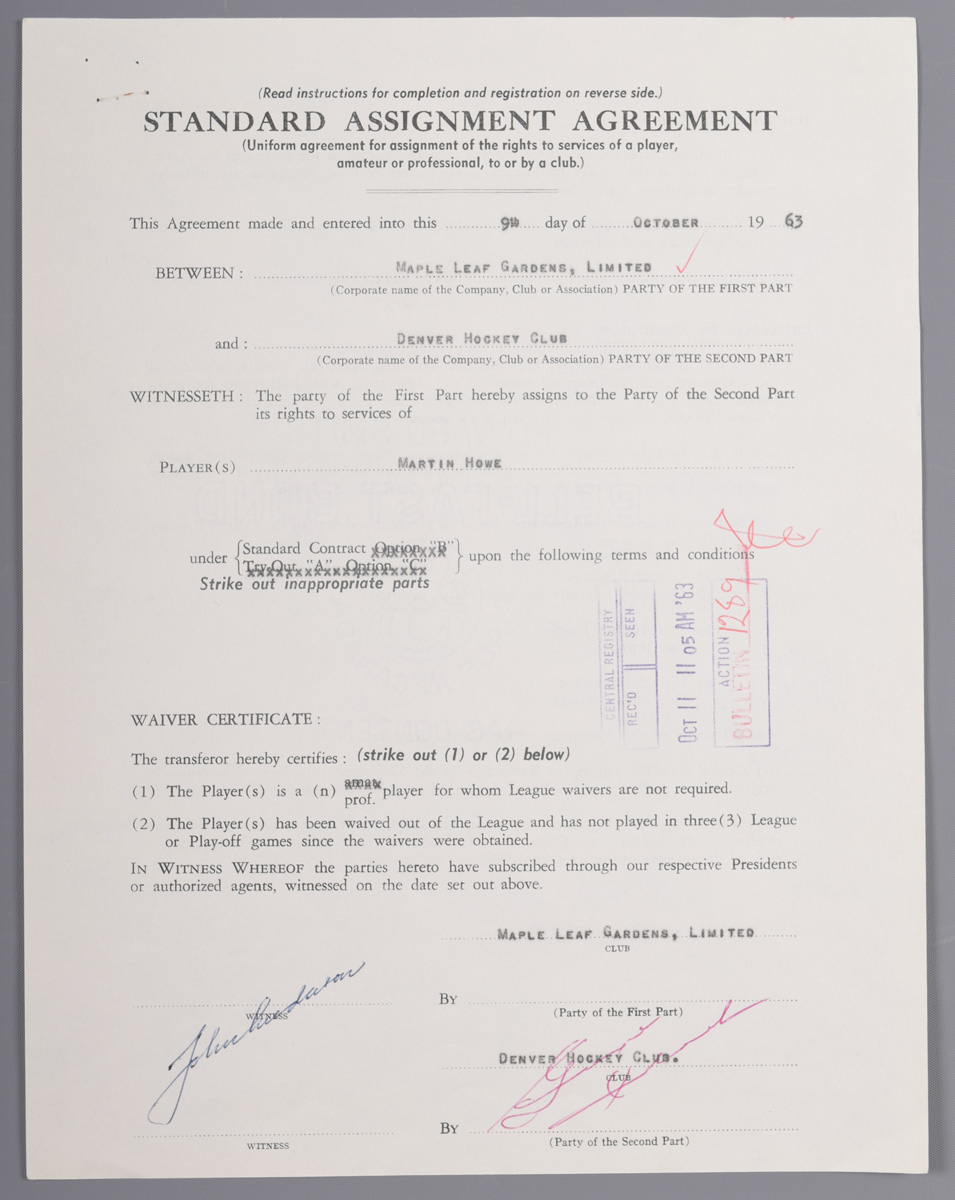 (Read instructions for completion and registration on reverse side.)
STANDARD ASSIGNMENT AGREEMENT
(Uniform agreement for assignment of the rights to services of a player,
amateur or professional, to or by a club.)
This Agreement made and entered into this 9th day of October 19 63
BETWEEN : Maple Leaf Gardens, Limited
(Corporate name of the Company, Club or Association) PARTY OF THE FIRST PART
and : Denver Hockey Club
(Corporate name of the Company, Club or Association) PARTY OF THE SECOND PART
WITNESSETH : The party of the First Part hereby assigns to the Party of the Second Part
its rights to services of
Player(s) Martin Howe
under { Standard Contract Option "B" } upon the following terms and conditions
Try-Out "A" Option "C"
Strike out inappropriate parts
CENTRAL REGISTRY
REC'D SEEN
Oct 11 11 05 AM '63
ACTION
BULLETIN 1289
WAIVER CERTIFICATE :
The transferor hereby certifies : (strike out (1) or (2) below)
(1) The Player(s) is a (n) amat. prof. player for whom League waivers are not required.
(2) The Player(s) has been waived out of the League and has not played in three(3) League
or Play-off games since the waivers were obtained.
In Witness Whereof the parties hereto have subscribed through our respective Presidents
or authorized agents, witnessed on the date set out above.
Maple Leaf Gardens, Limited
CLUB
WITNESS
By
(Party of the First Part)
John
Denver Hockey Club.
CLUB
WITNESS
By
(Party of the Second Part)